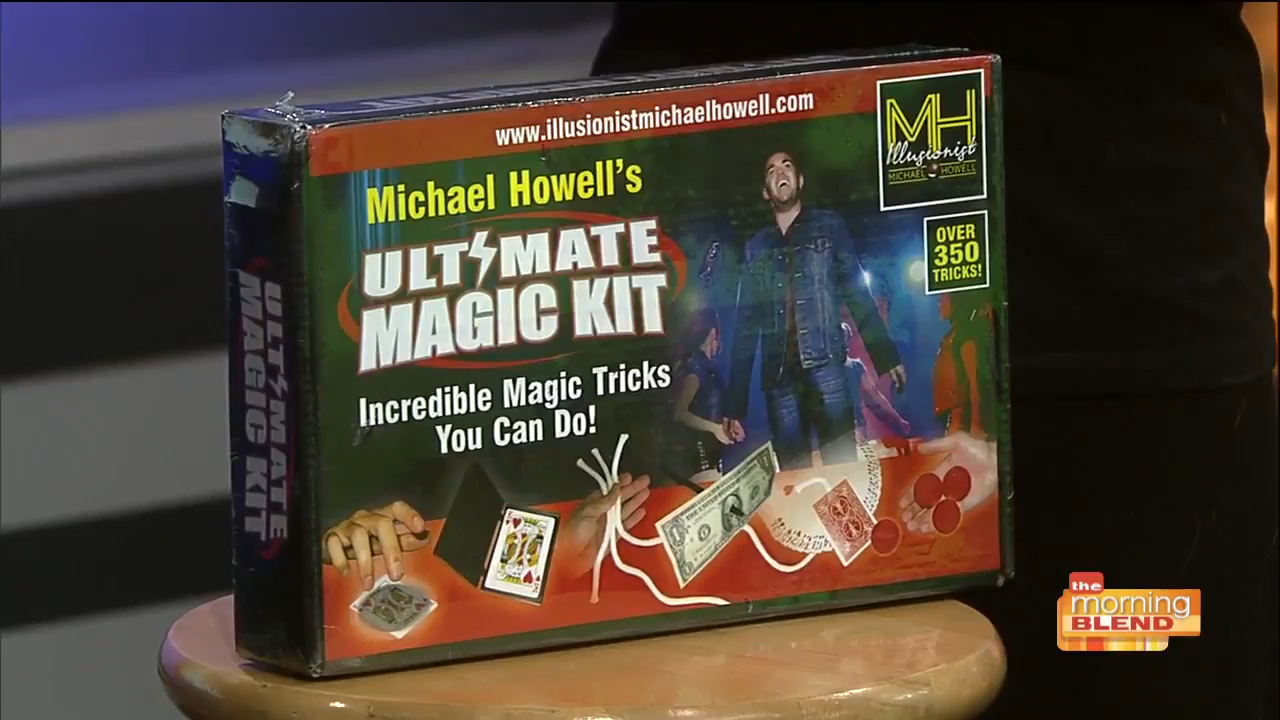 www.illusionistmichaelhowell.com
MH
Illusionist
MICHAEL HOWELL
Michael Howell's
ULTIMATE
MAGIC KIT
OVER
350
TRICKS!
Incredible Magic Tricks
You Can Do!
ULTIMATE
MAGIC KIT
the
morning
BLEND